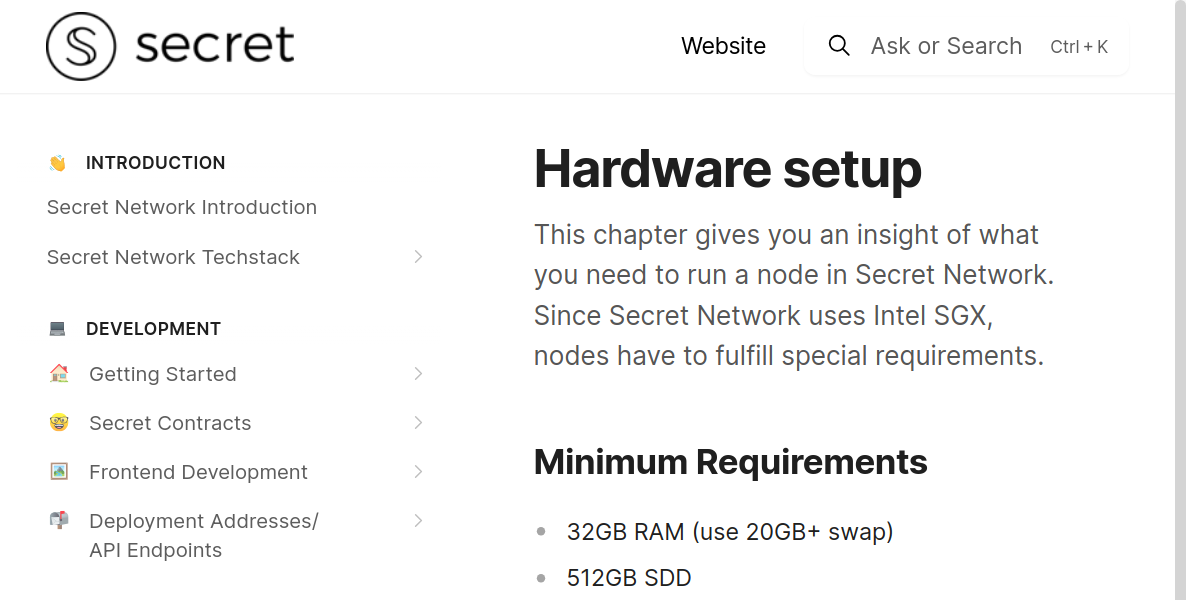 secret
Website
Ask or Search
Ctrl + K
INTRODUCTION
Secret Network Introduction
Secret Network Techstack
DEVELOPMENT
Getting Started
Secret Contracts
Frontend Development
Deployment Addresses/
API Endpoints
Hardware setup
This chapter gives you an insight of what
you need to run a node in Secret Network.
Since Secret Network uses Intel SGX,
nodes have to fulfill special requirements.
Minimum Requirements
32GB RAM (use 20GB+ swap)
512GB SDD